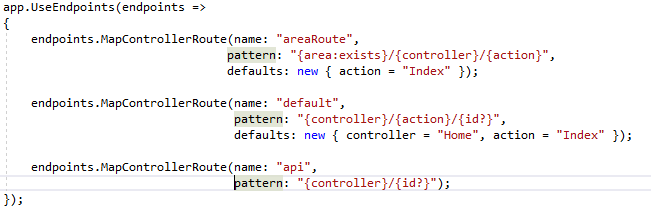 app.UseEndpoints(endpoints =>
{
endpoints.MapControllerRoute(name: "areaRoute",
pattern: "{area:exists}/{controller}/{action}",
defaults: new { action = "Index" });
endpoints.MapControllerRoute(name: "default",
pattern: "{controller}/{action}/{id?}",
defaults: new { controller = "Home", action = "Index" });
endpoints.MapControllerRoute(name: "api",
pattern: "{controller}/{id?}");
});